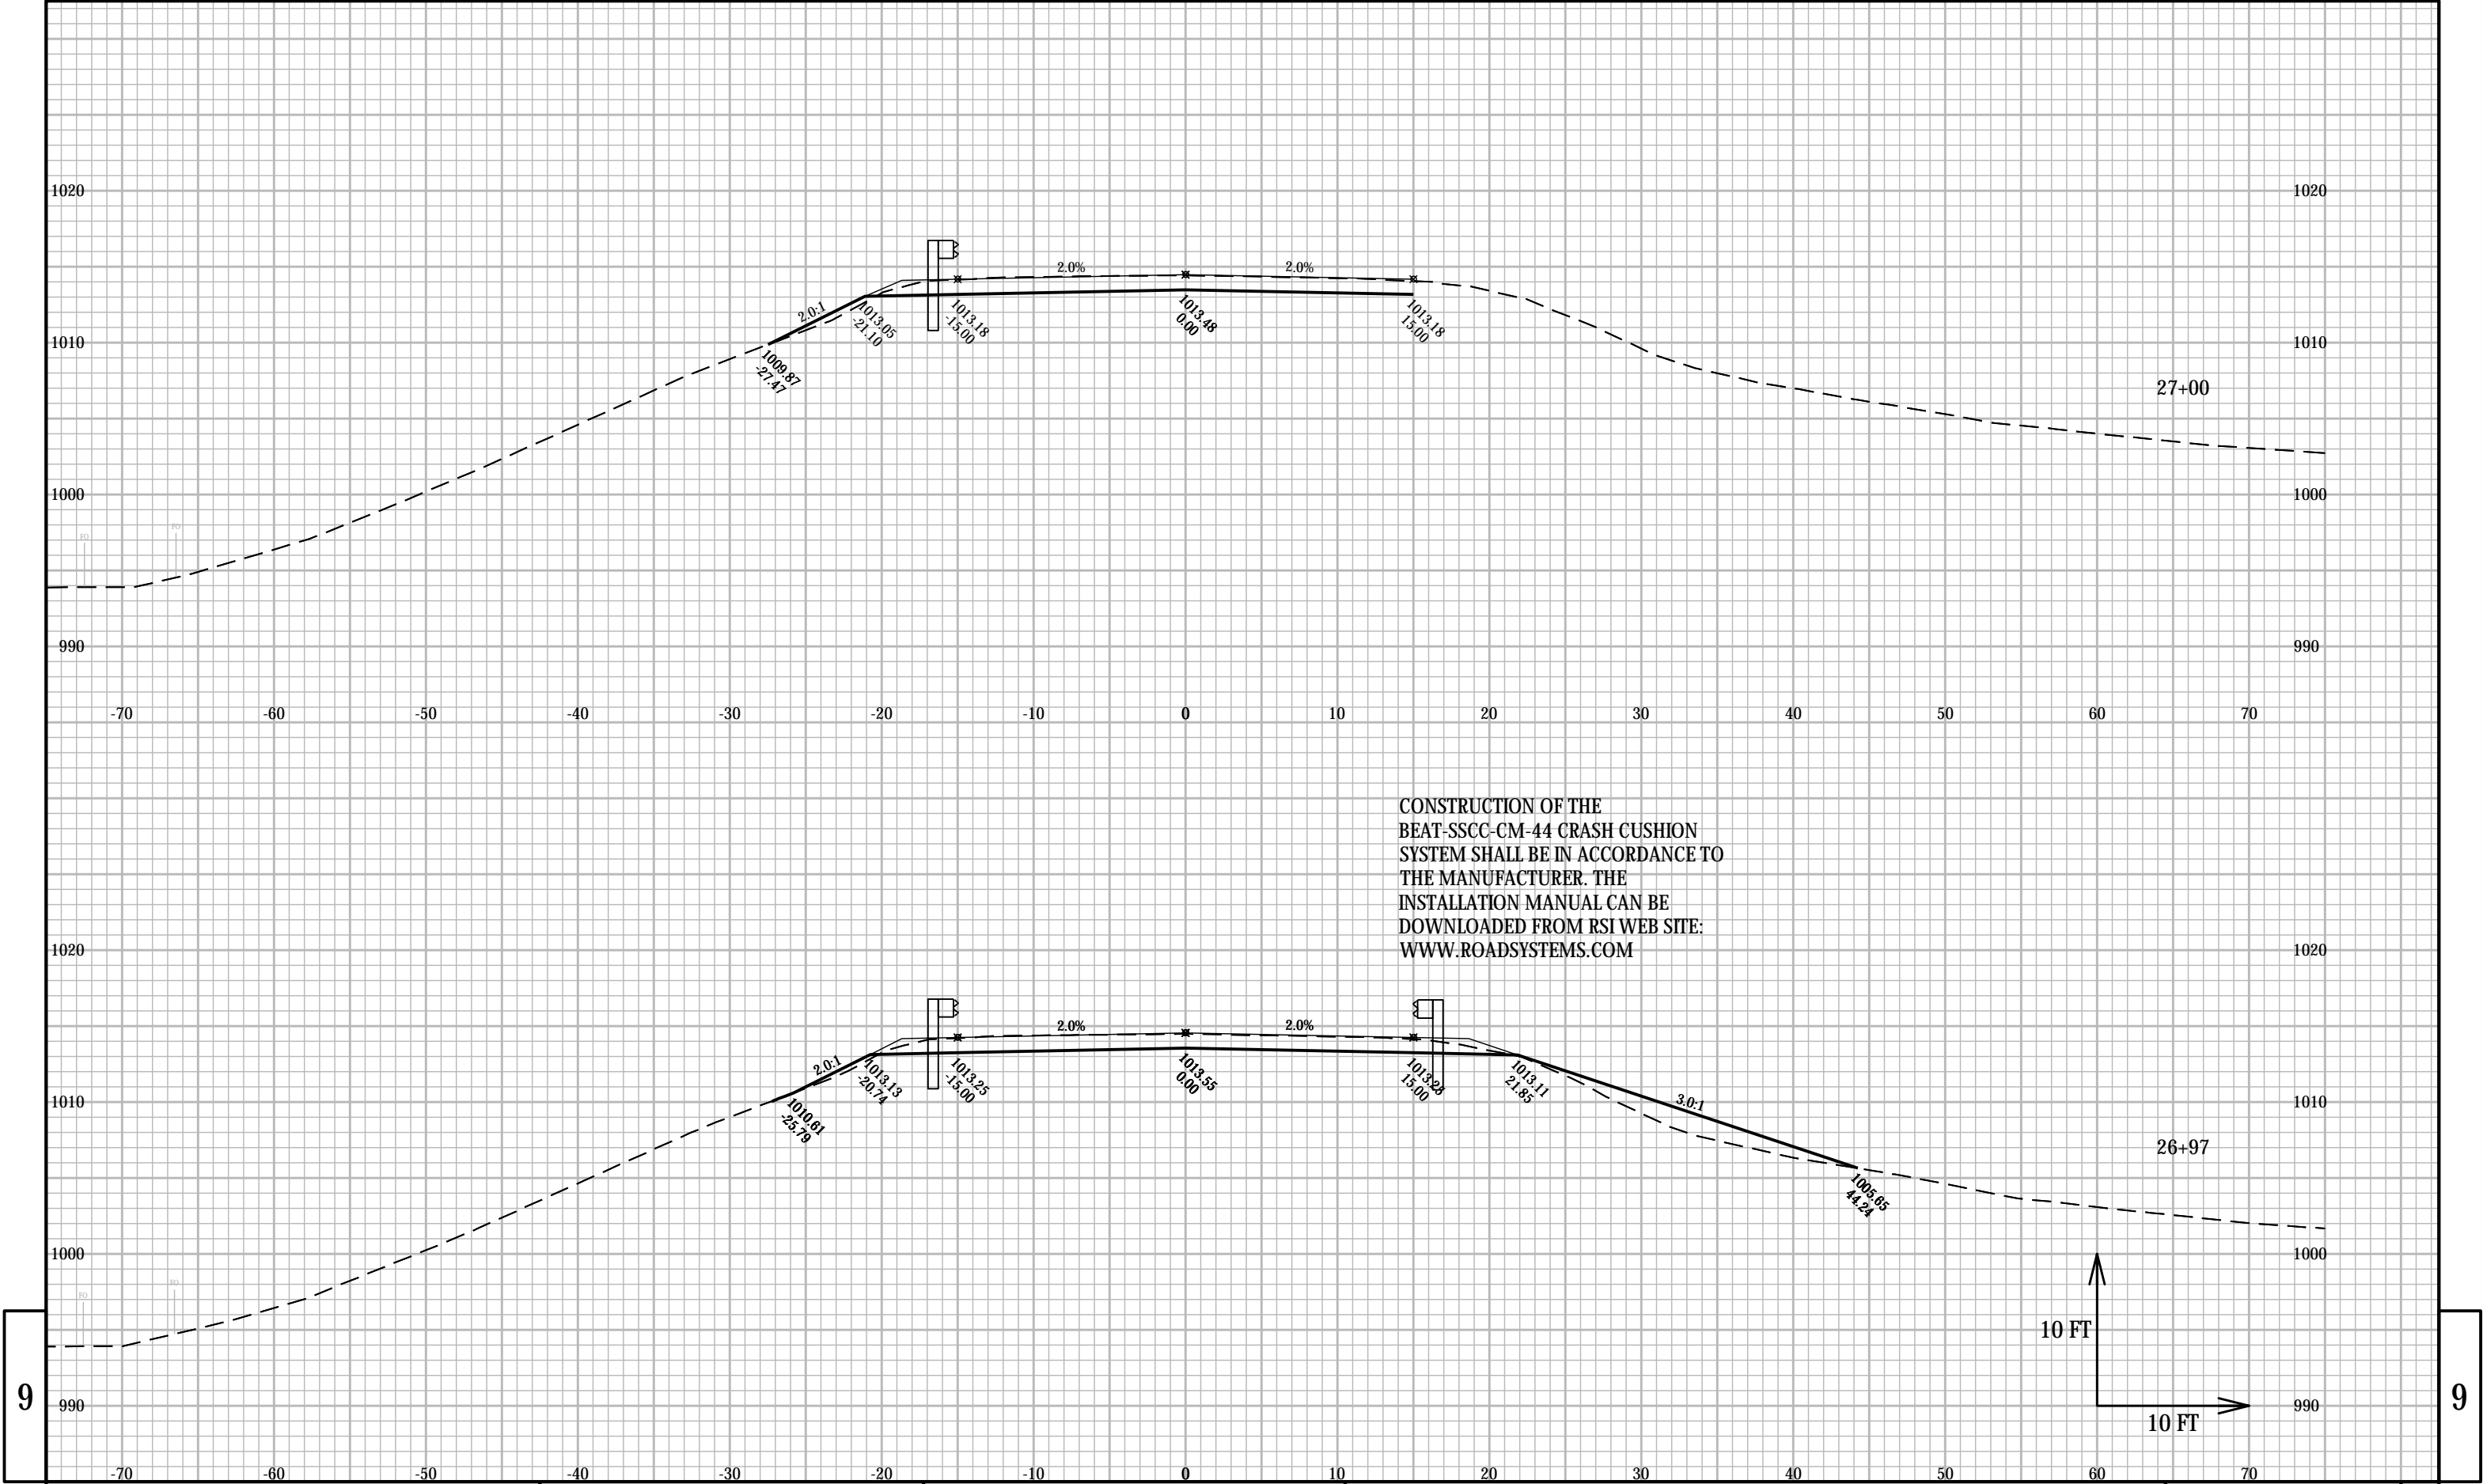 1020 1020
2.0% 2.0%
2.0:1
1013.05
-21.10
1013.18
-15.00
1013.48
0.00
1013.18
15.00
1010 1010
1009.87
-27.47
27+00
1000 1000
FO
FO
990 990
-70 -60 -50 -40 -30 -20 -10 0 10 20 30 40 50 60 70
CONSTRUCTION OF THE
BEAT-SSCC-CM-44 CRASH CUSHION
SYSTEM SHALL BE IN ACCORDANCE TO
THE MANUFACTURER. THE
INSTALLATION MANUAL CAN BE
DOWNLOADED FROM RSI WEB SITE:
WWW.ROADSYSTEMS.COM
1020 1020
2.0% 2.0%
2.0:1
1013.13
-20.74
1013.25
-15.00
1013.55
0.00
1013.25
15.00
1013.11
21.85
3.0:1
1010 1010
1010.61
-25.79
26+97
1005.65
44.24
1000 1000
FO
FO
10 FT
9 990 990 9
10 FT
-70 -60 -50 -40 -30 -20 -10 0 10 20 30 40 50 60 70